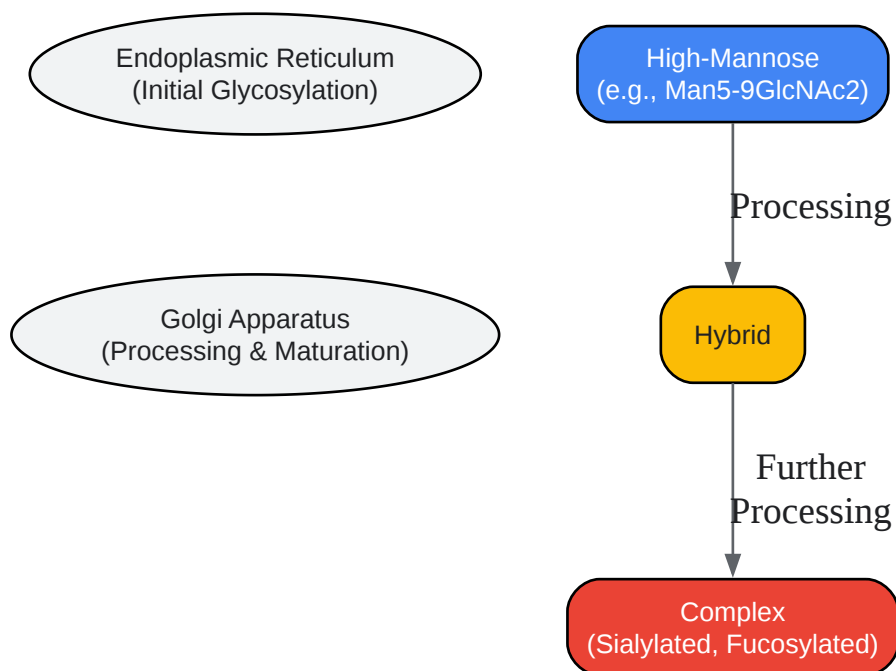 Endoplasmic Reticulum
(Initial Glycosylation)
High-Mannose
(e.g., Man5-9GlcNAc2)
Processing
Golgi Apparatus
(Processing & Maturation)
Hybrid
Further
Processing
Complex
(Sialylated, Fucosylated)